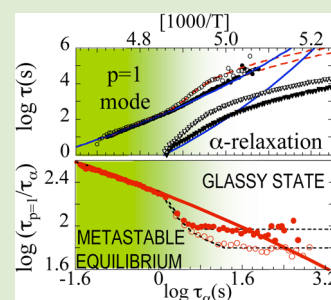 [1000/T]
4.8 5.0 5.2
log τ(s)
6
4
2
0
p=1
mode
α-relaxation
log (τp=1/τα)
2.4
2
1.6
GLASSY STATE
METASTABLE
EQUILIBRIUM
-1.6 0 1.6 3.2
log τα(s)